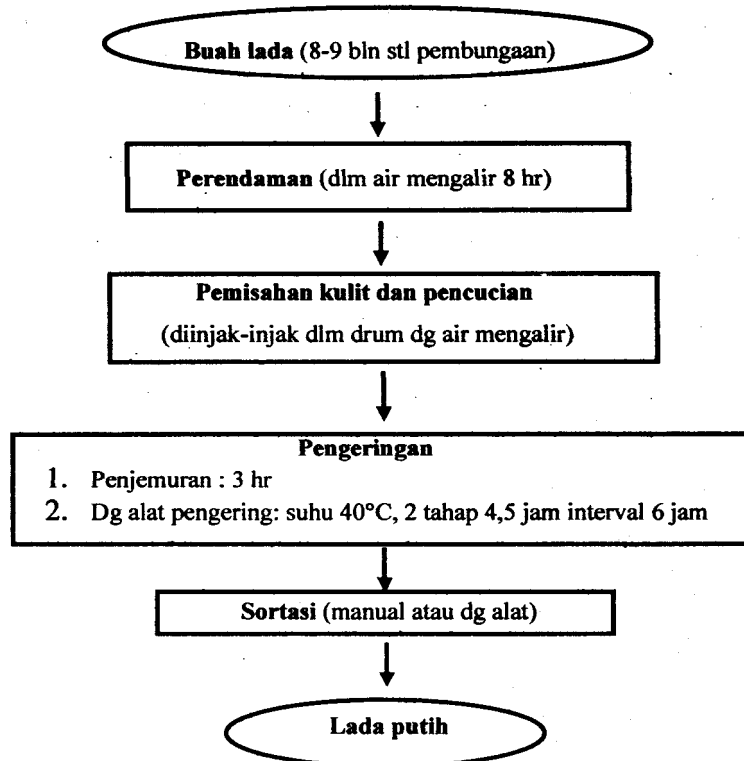 Buah lada (8-9 bln stl pembungaan)
Perendaman (dlm air mengalir 8 hr)
Pemisahan kulit dan pencucian
(diinjak-injak dlm drum dg air mengalir)
Pengeringan
1. Penjemuran : 3 hr
2. Dg alat pengering: suhu 40°C, 2 tahap 4,5 jam interval 6 jam
Sortasi (manual atau dg alat)
Lada putih